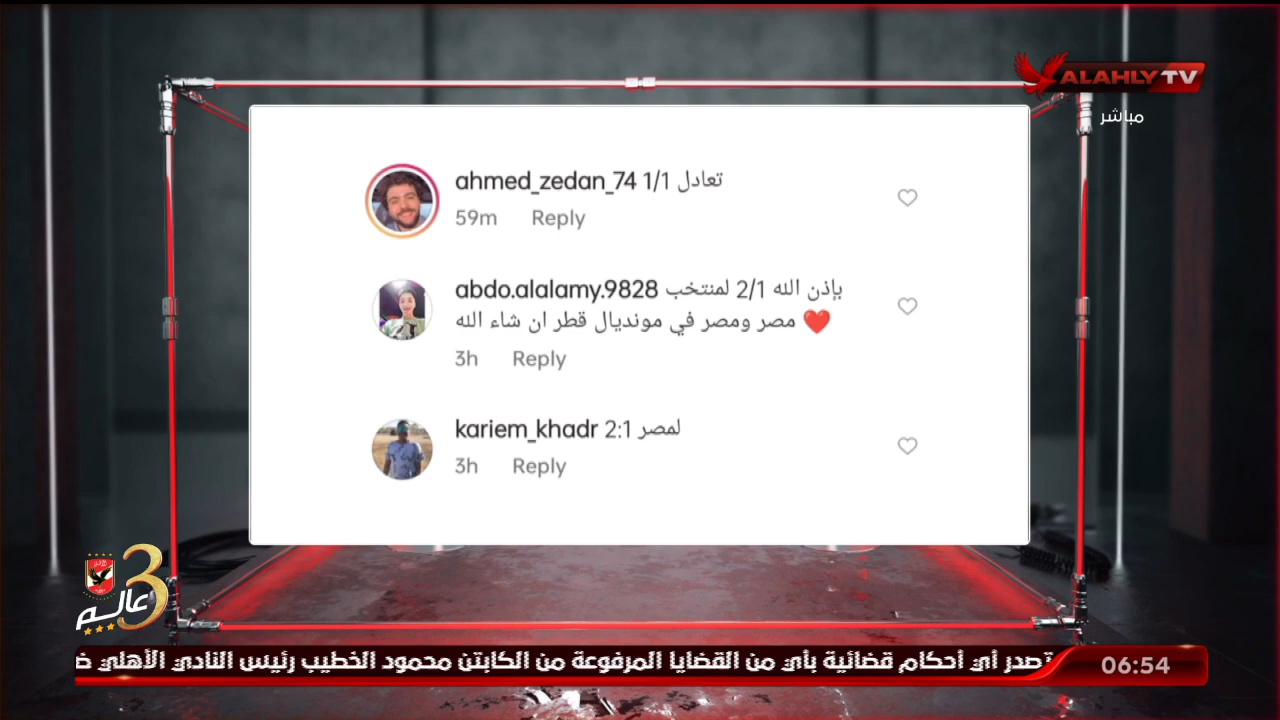 ALAHLY TV
مباشر
ahmed_zedan_74 تعادل 1/1
59m Reply
abdo.alalamy.9828 بإذن الله 2/1 لمنتخب
مصر ومصر في مونديال قطر ان شاء الله ❤️
3h Reply
kariem_khadr لمصر 2:1
3h Reply
3 عالم
تصدر أي أحكام قضائية بأي من القضايا المرفوعة من الكابتن محمود الخطيب رئيس النادي الأهلي ض
06:54